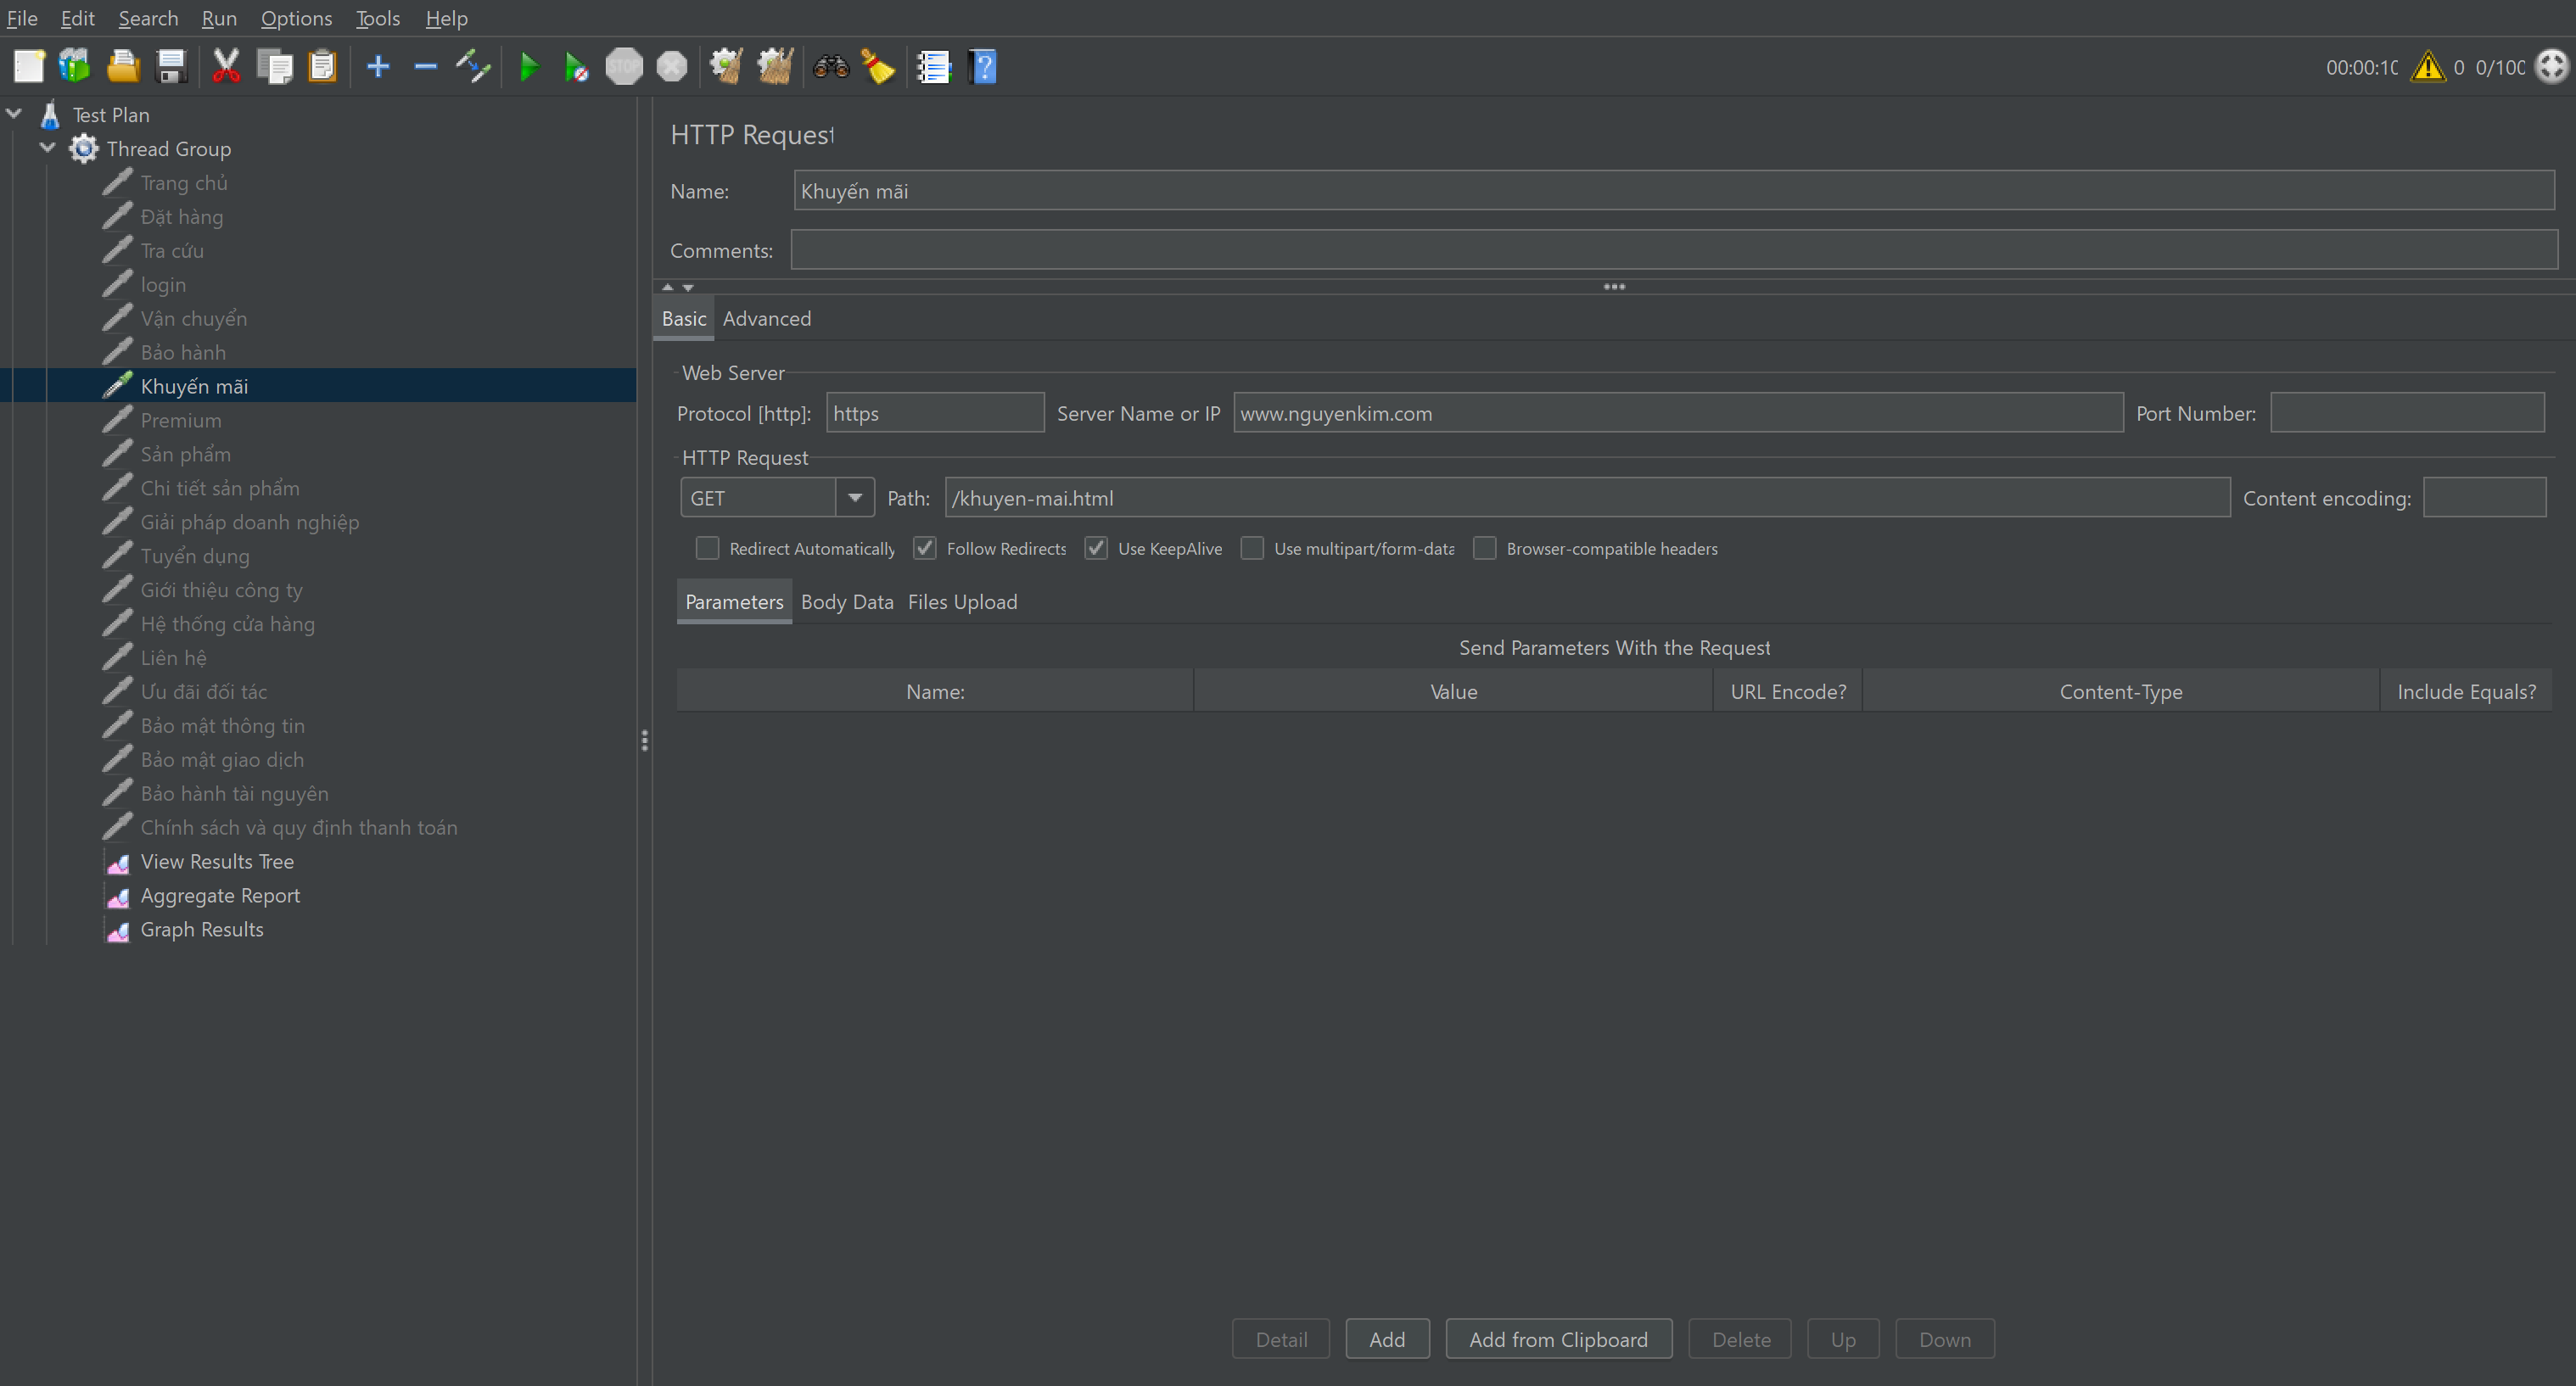 File Edit Search Run Options Tools Help
STOP
00:00:10 0 0/100
Test Plan
Thread Group
Trang chủ
Đặt hàng
Tra cứu
login
Vận chuyển
Bảo hành
Khuyến mãi
Premium
Sản phẩm
Chi tiết sản phẩm
Giải pháp doanh nghiệp
Tuyển dụng
Giới thiệu công ty
Hệ thống cửa hàng
Liên hệ
Ưu đãi đối tác
Bảo mật thông tin
Bảo mật giao dịch
Bảo hành tài nguyên
Chính sách và quy định thanh toán
View Results Tree
Aggregate Report
Graph Results
HTTP Request
Name: Khuyến mãi
Comments:
Basic Advanced
Web Server
Protocol [http]: https Server Name or IP www.nguyenkim.com Port Number:
HTTP Request
GET Path: /khuyen-mai.html Content encoding:
Redirect Automatically Follow Redirects Use KeepAlive Use multipart/form-data Browser-compatible headers
Parameters Body Data Files Upload
Send Parameters With the Request
Name: Value URL Encode? Content-Type Include Equals?
Detail Add Add from Clipboard Delete Up Down